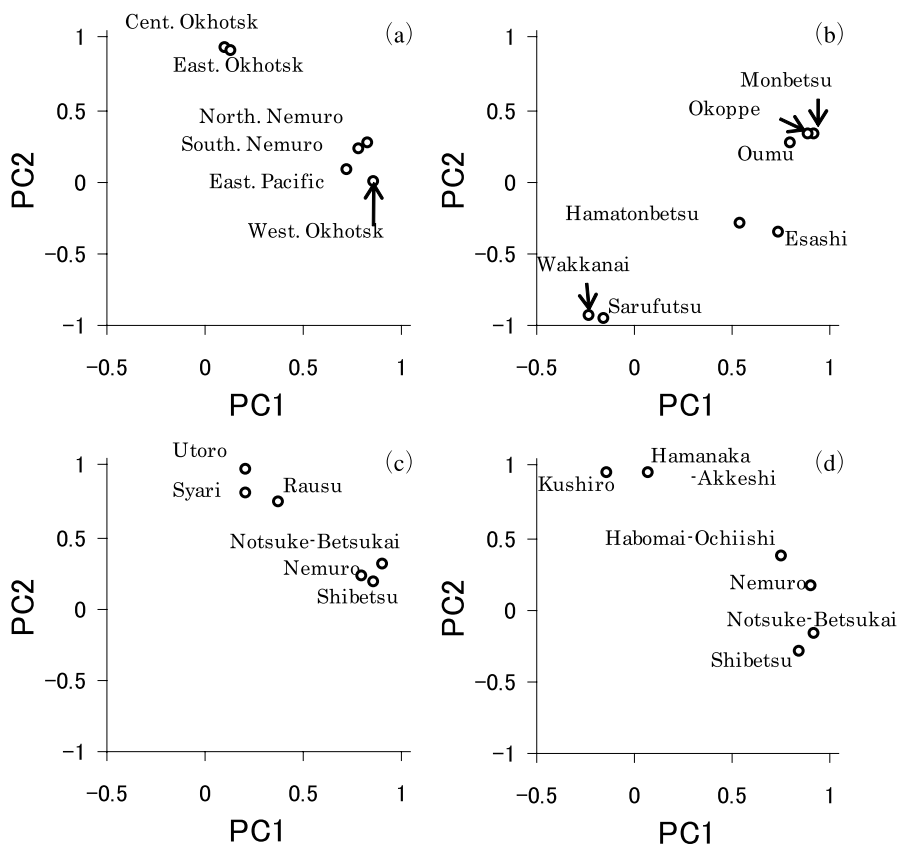 (a)
Cent. Okhotsk
East. Okhotsk
North. Nemuro
South. Nemuro
East. Pacific
West. Okhotsk
1
0.5
0
−0.5
−1
PC2
−0.5 0 0.5 1
PC1
(b)
Monbetsu
Okoppe
Oumu
Hamatonbetsu
Esashi
Wakkanai
Sarufutsu
1
0.5
0
−0.5
−1
PC2
−0.5 0 0.5 1
PC1
(c)
Utoro
Syari
Rausu
Notsuke-Betsukai
Nemuro
Shibetsu
1
0.5
0
−0.5
−1
PC2
−0.5 0 0.5 1
PC1
(d)
Hamanaka
-Akkeshi
Kushiro
Habomai-Ochiishi
Nemuro
Notsuke-Betsukai
Shibetsu
1
0.5
0
−0.5
−1
PC2
−0.5 0 0.5 1
PC1